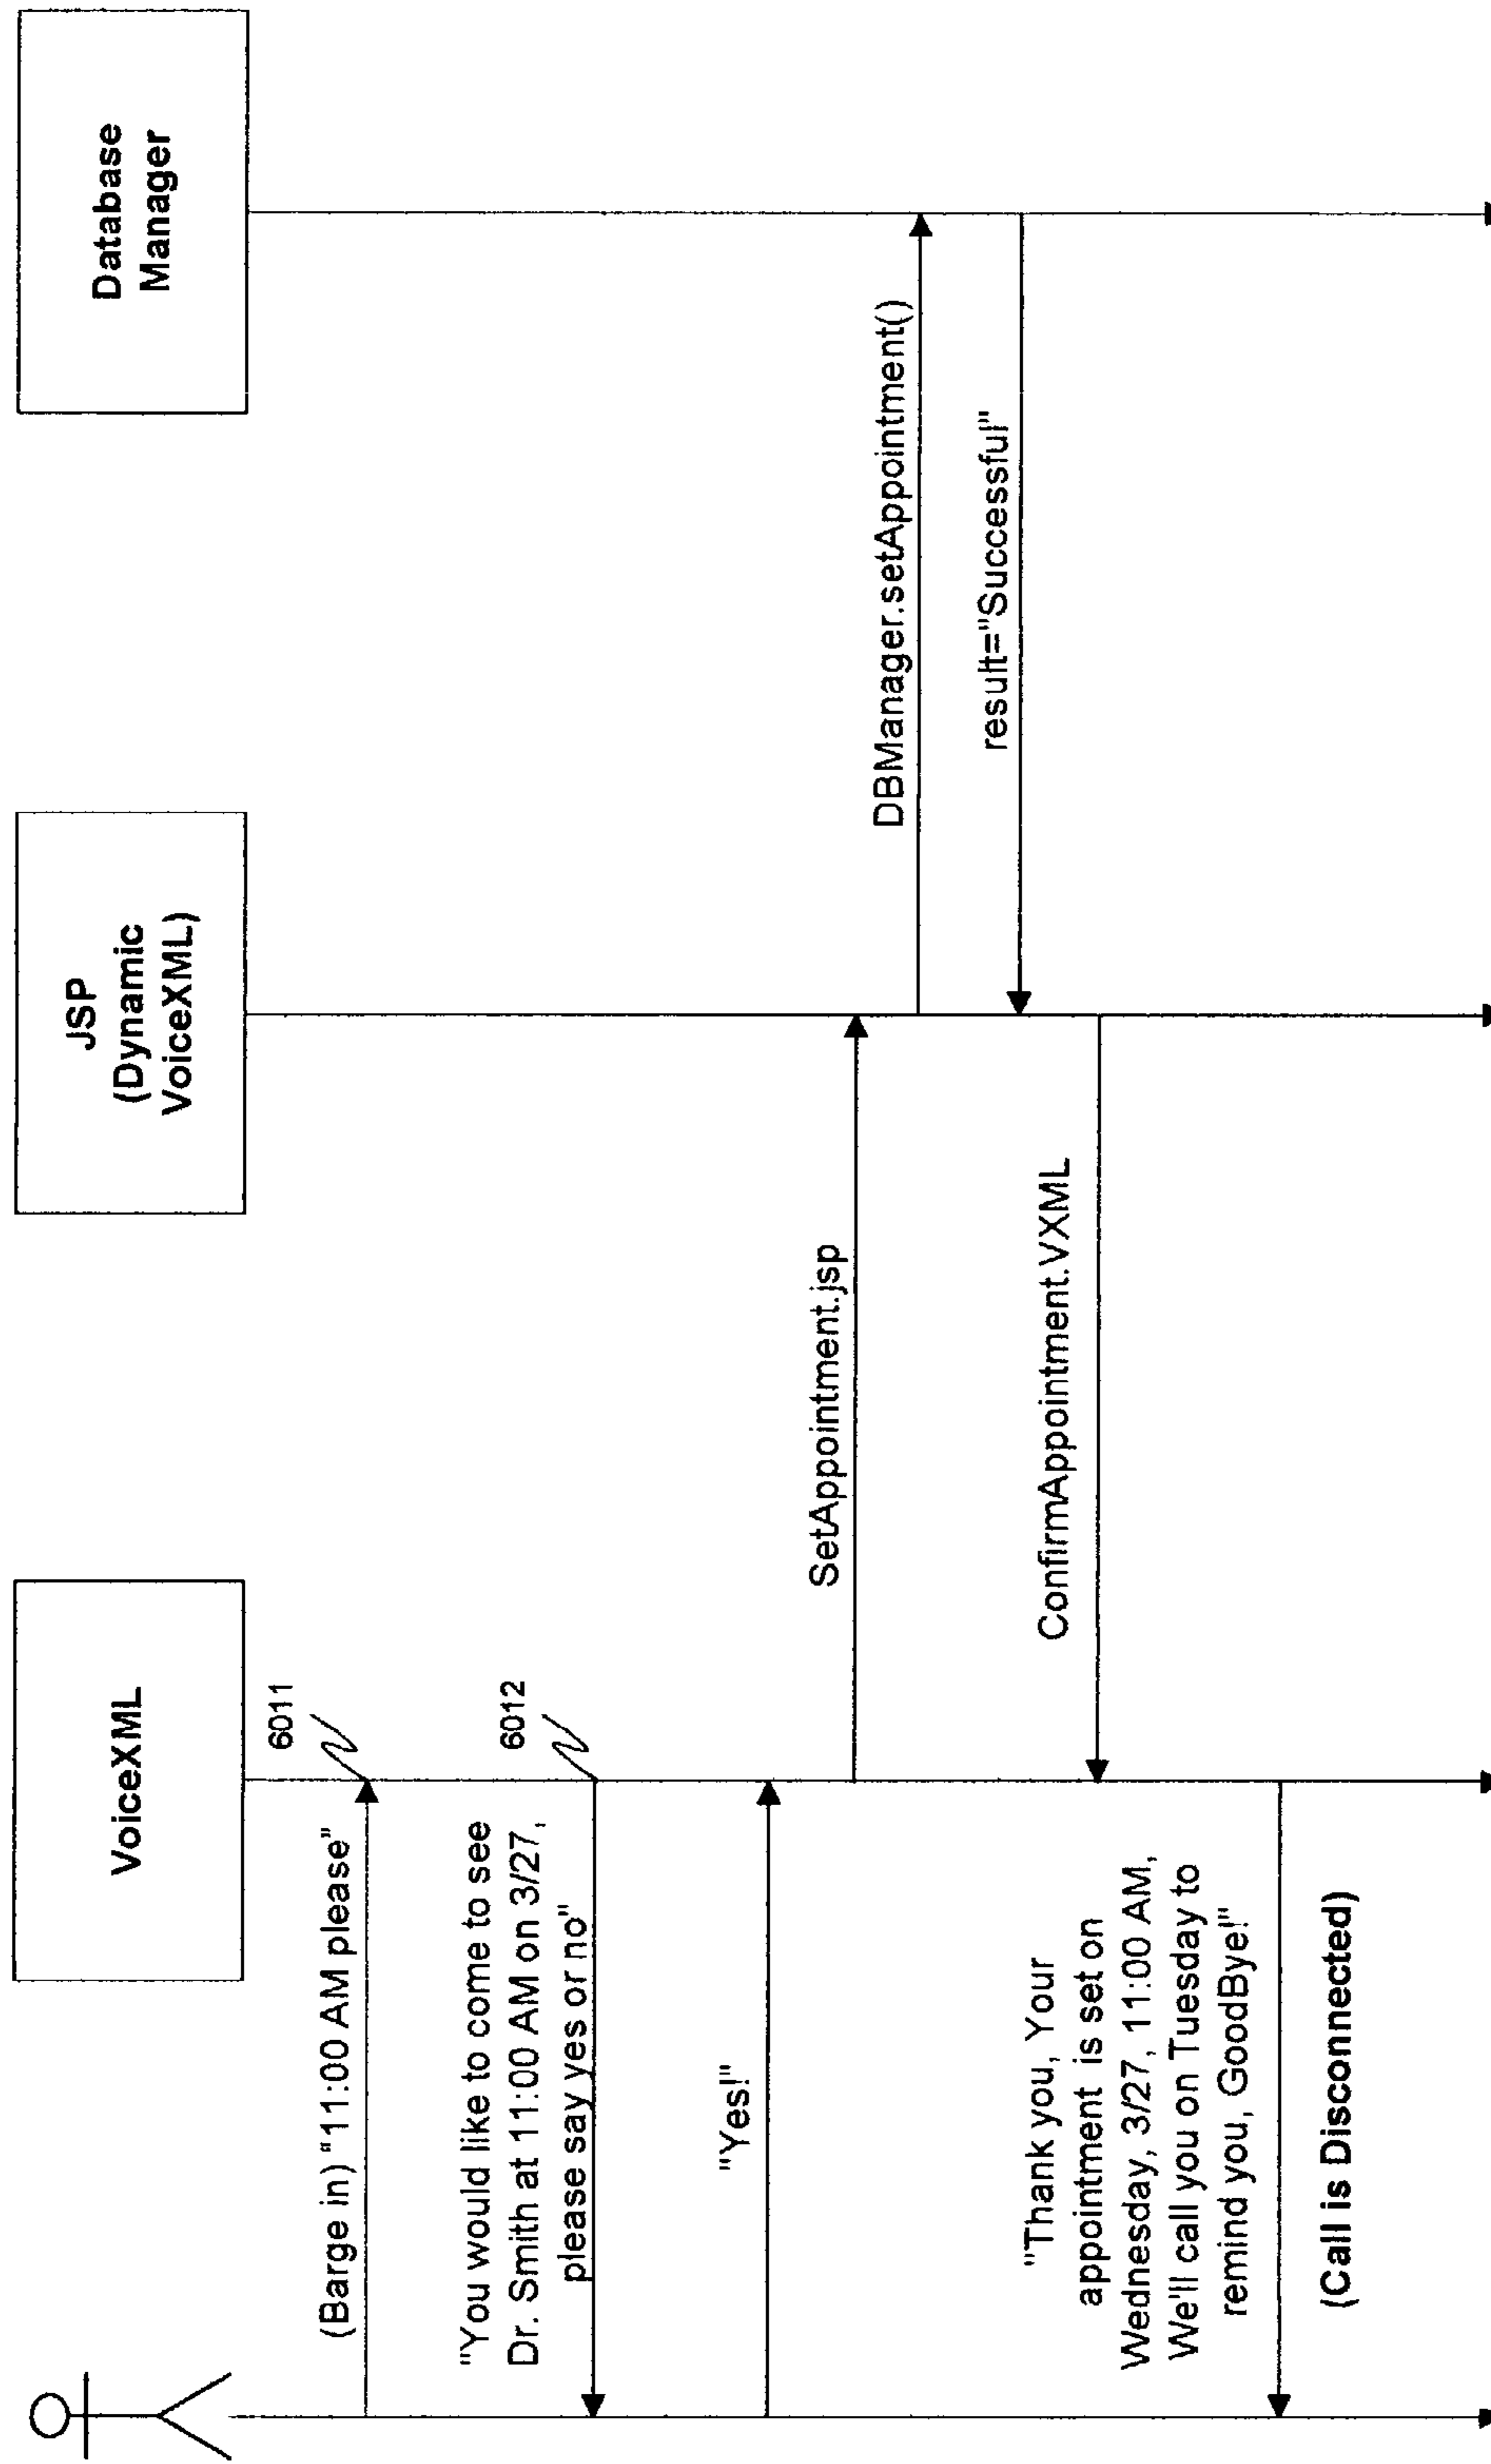 VoiceXML
JSP
(Dynamic
VoiceXML)
Database
Manager
6011
(Barge in) "11:00 AM please"
6012
"You would like to come to see
Dr. Smith at 11:00 AM on 3/27,
please say yes or no"
"Yes!"
SetAppointment.jsp
DBManager.setAppointment()
result="Successful"
ConfirmAppointment.VXML
"Thank you, Your
appointment is set on
Wednesday, 3/27, 11:00 AM,
We'll call you on Tuesday to
remind you, GoodBye!"
(Call is Disconnected)